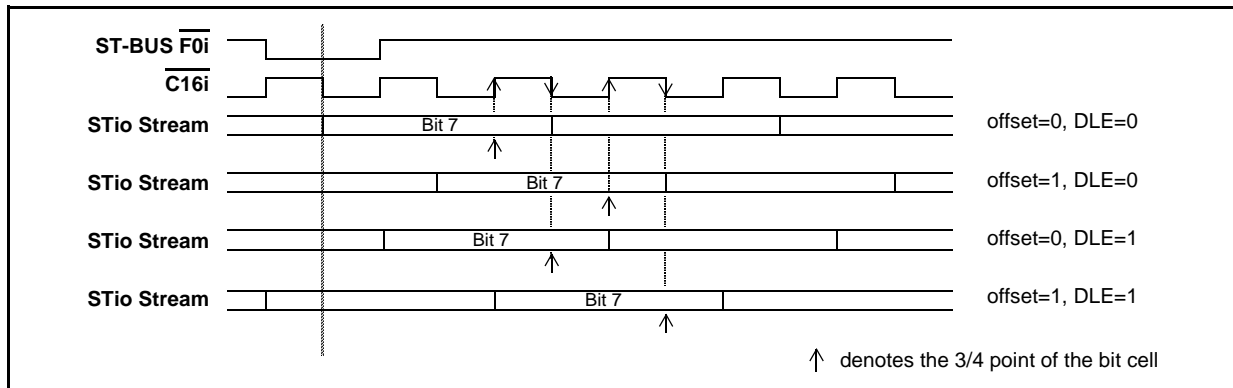 ST-BUS F0i
C16i
STio Stream Bit 7 offset=0, DLE=0
STio Stream Bit 7 offset=1, DLE=0
STio Stream Bit 7 offset=0, DLE=1
STio Stream Bit 7 offset=1, DLE=1
denotes the 3/4 point of the bit cell